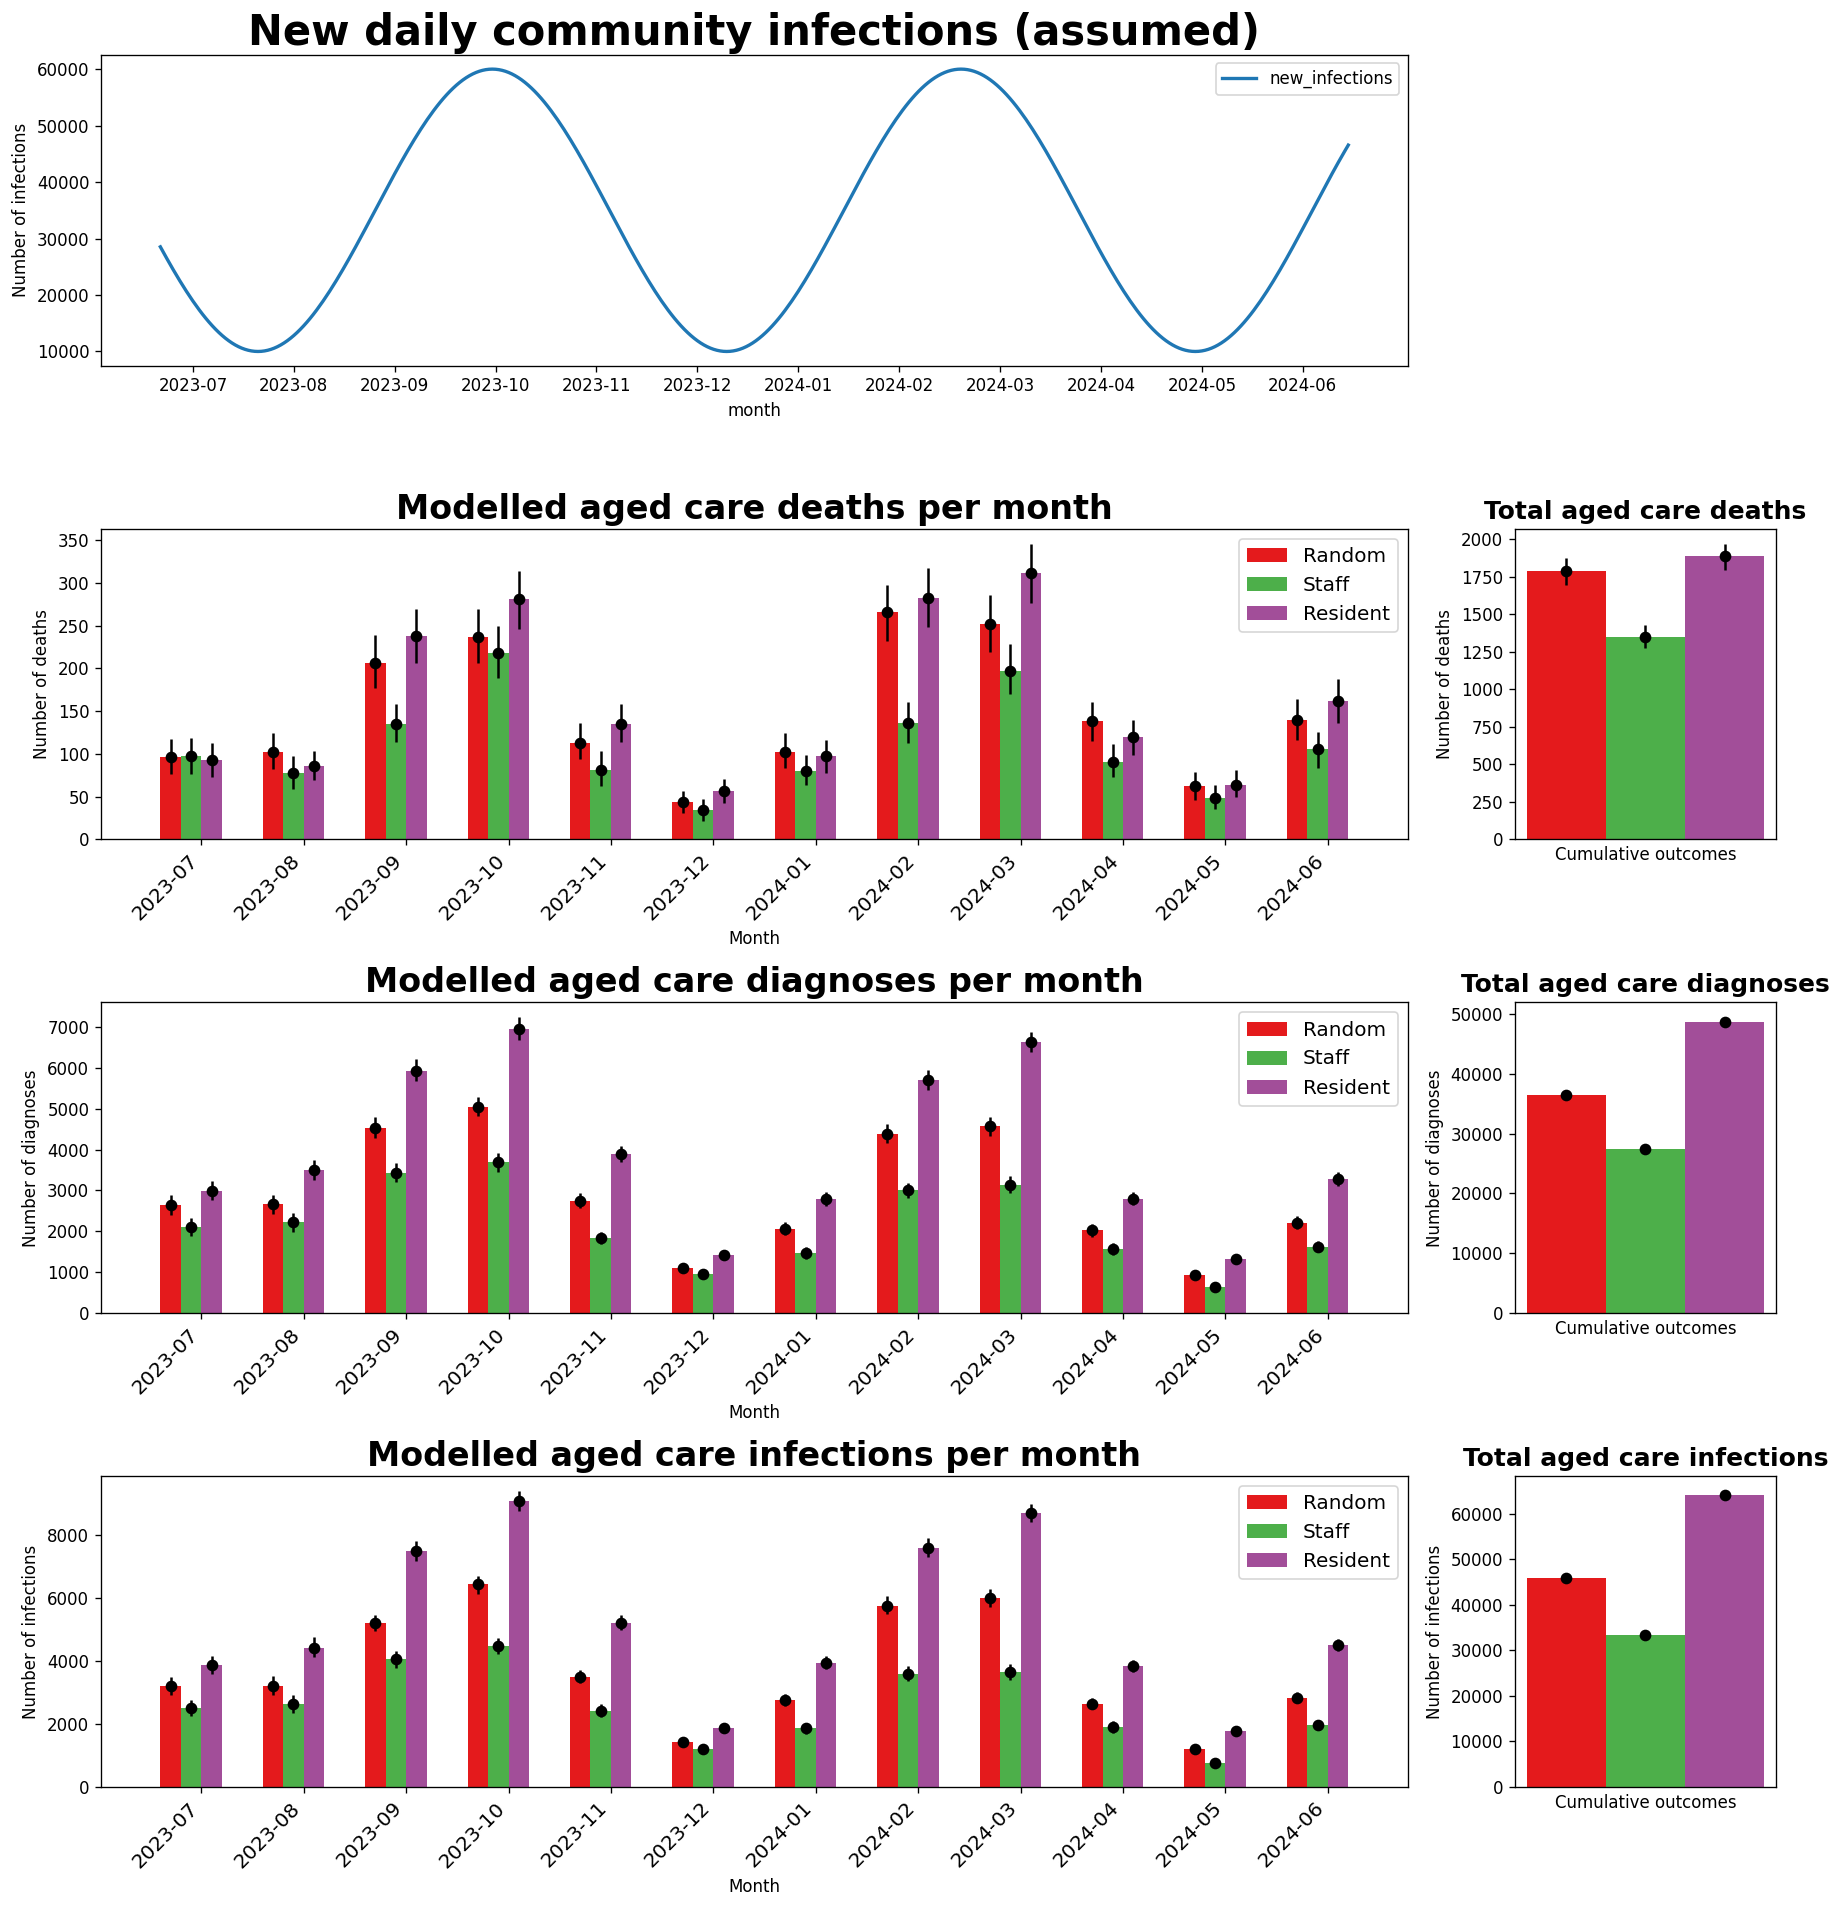 New daily community infections (assumed)
60000
50000
40000
30000
20000
10000
Number of infections
new_infections
2023-07 2023-08 2023-09 2023-10 2023-11 2023-12 2024-01 2024-02 2024-03 2024-04 2024-05 2024-06
month
Modelled aged care deaths per month
350
300
250
200
150
100
50
0
Number of deaths
Random
Staff
Resident
2023-07 2023-08 2023-09 2023-10 2023-11 2023-12 2024-01 2024-02 2024-03 2024-04 2024-05 2024-06
Month
Total aged care deaths
2000
1750
1500
1250
1000
750
500
250
0
Number of deaths
Cumulative outcomes
Modelled aged care diagnoses per month
7000
6000
5000
4000
3000
2000
1000
0
Number of diagnoses
Random
Staff
Resident
2023-07 2023-08 2023-09 2023-10 2023-11 2023-12 2024-01 2024-02 2024-03 2024-04 2024-05 2024-06
Month
Total aged care diagnoses
50000
40000
30000
20000
10000
0
Number of diagnoses
Cumulative outcomes
Modelled aged care infections per month
8000
6000
4000
2000
0
Number of infections
Random
Staff
Resident
2023-07 2023-08 2023-09 2023-10 2023-11 2023-12 2024-01 2024-02 2024-03 2024-04 2024-05 2024-06
Month
Total aged care infections
60000
50000
40000
30000
20000
10000
0
Number of infections
Cumulative outcomes